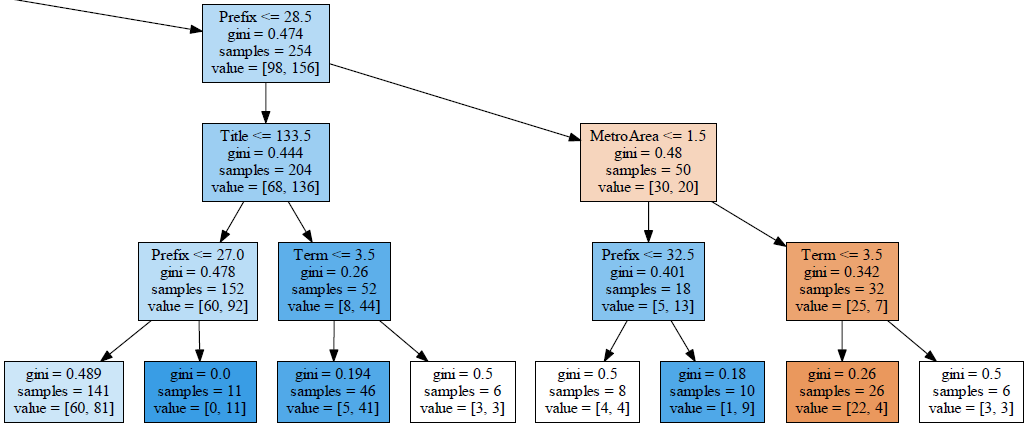 Prefix <= 28.5
gini = 0.474
samples = 254
value = [98, 156]
Title <= 133.5
gini = 0.444
samples = 204
value = [68, 136]
MetroArea <= 1.5
gini = 0.48
samples = 50
value = [30, 20]
Prefix <= 27.0
gini = 0.478
samples = 152
value = [60, 92]
Term <= 3.5
gini = 0.26
samples = 52
value = [8, 44]
Prefix <= 32.5
gini = 0.401
samples = 18
value = [5, 13]
Term <= 3.5
gini = 0.342
samples = 32
value = [25, 7]
gini = 0.489
samples = 141
value = [60, 81]
gini = 0.0
samples = 11
value = [0, 11]
gini = 0.194
samples = 46
value = [5, 41]
gini = 0.5
samples = 6
value = [3, 3]
gini = 0.5
samples = 8
value = [4, 4]
gini = 0.18
samples = 10
value = [1, 9]
gini = 0.26
samples = 26
value = [22, 4]
gini = 0.5
samples = 6
value = [3, 3]